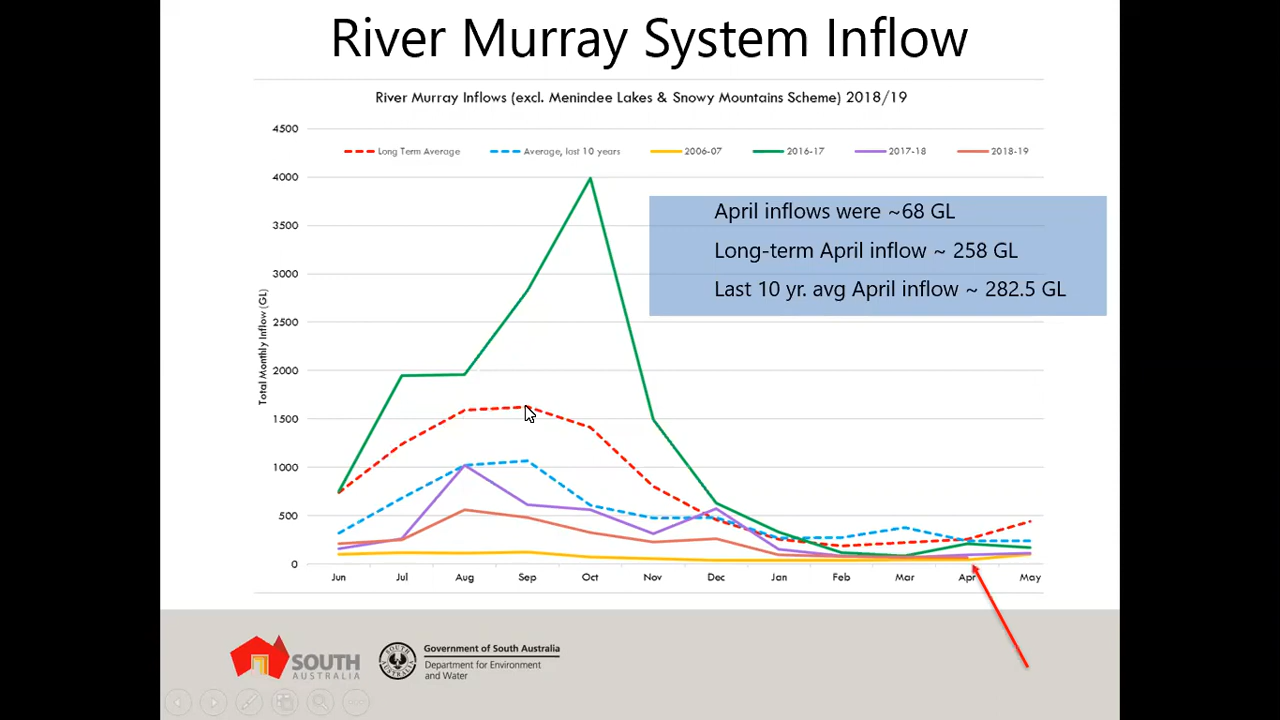 River Murray System Inflow
River Murray Inflows (excl. Menindee Lakes & Snowy Mountains Scheme) 2018/19
4500
Long Term Average
Average, last 10 years
2006-07
2016-17
2017-18
2018-19
4000
April inflows were ~68 GL
3500
Long-term April inflow ~ 258 GL
3000
Last 10 yr. avg April inflow ~ 282.5 GL
Total Monthly Inflow (GL)
2500
2000
1500
1000
500
0
Jun Jul Aug Sep Oct Nov Dec Jan Feb Mar Apr May
SOUTH
AUSTRALIA
Government of South Australia
Department for Environment
and Water